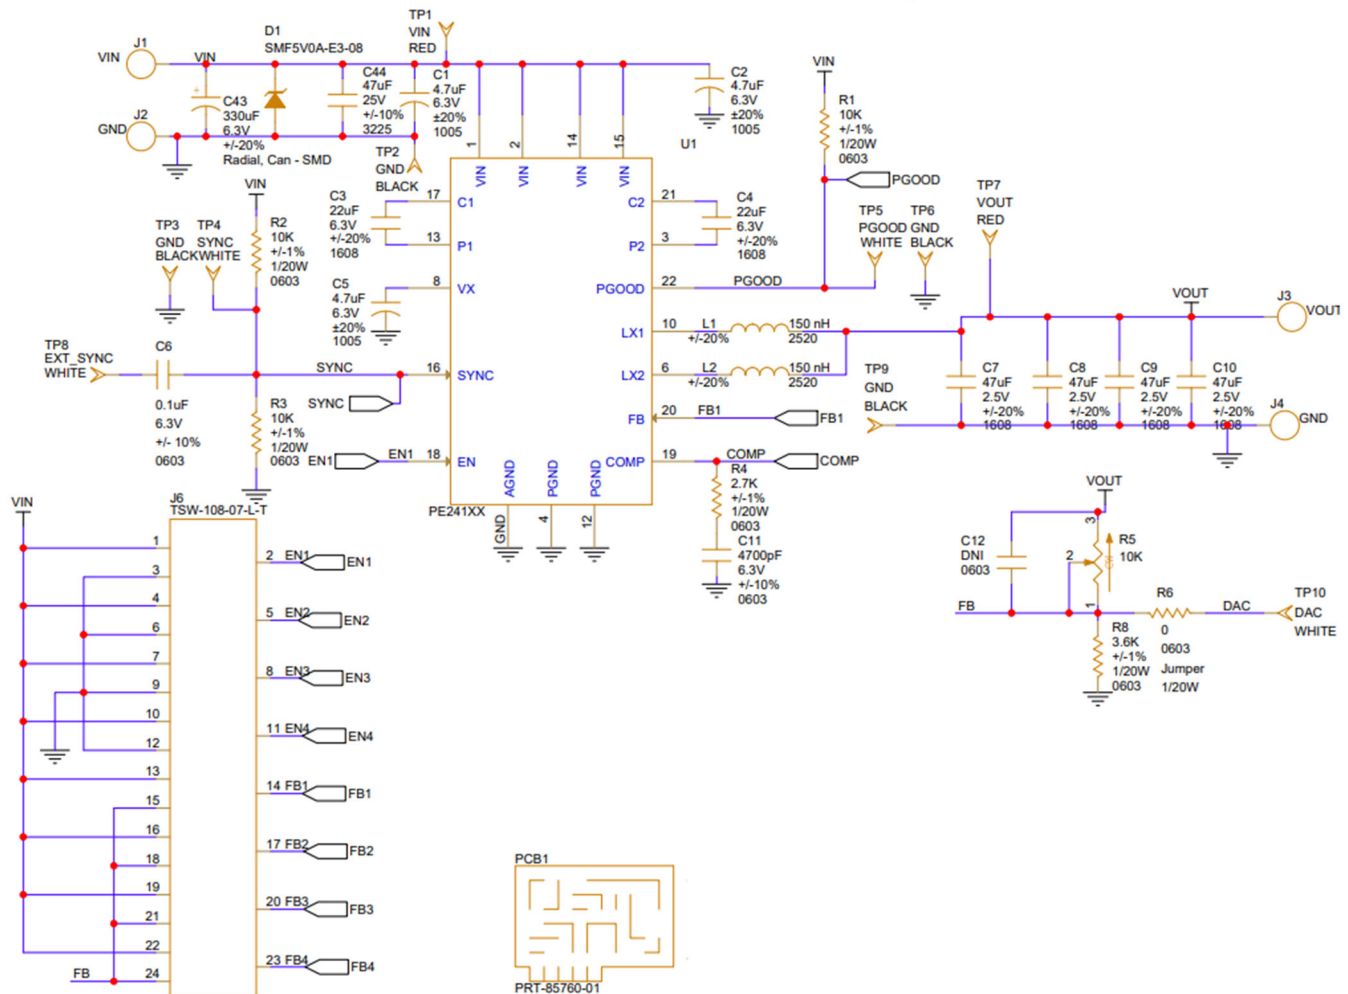 J1
VIN
VIN
D1
SMF5V0A-E3-08
TP1
VIN
RED
C43
330uF
6.3V
+/-20%
Radial, Can - SMD
+
C44
47uF
25V
+/-10%
3225
C1
4.7uF
6.3V
±20%
1005
C2
4.7uF
6.3V
±20%
1005
J2
GND
TP2
GND
BLACK
U1
1
2
14
15
VIN
VIN
VIN
VIN
VIN
R1
10K
+/-1%
1/20W
0603
PGOOD
VIN
R2
10K
+/-1%
1/20W
0603
TP3
GND
BLACK
TP4
SYNC
WHITE
C3
22uF
6.3V
+/-20%
1608
17
C1
13
P1
C5
4.7uF
6.3V
±20%
1005
8
VX
C2
21
P2
3
C4
22uF
6.3V
+/-20%
1608
PGOOD
22
PGOOD
TP5
PGOOD
WHITE
TP6
GND
BLACK
TP7
VOUT
RED
LX1
10
L1
+/-20%
150 nH
2520
LX2
6
L2
+/-20%
150 nH
2520
VOUT
J3
VOUT
TP8
EXT_SYNC
WHITE
C6
0.1uF
6.3V
+/- 10%
0603
SYNC
16
SYNC
SYNC
R3
10K
+/-1%
1/20W
0603
EN1
EN1
18
EN
FB
20
FB1
FB1
COMP
19
COMP
COMP
R4
2.7K
+/-1%
1/20W
0603
C11
4700pF
6.3V
+/-10%
0603
TP9
GND
BLACK
C7
47uF
2.5V
+/-20%
1608
C8
47uF
2.5V
+/-20%
1608
C9
47uF
2.5V
+/-20%
1608
C10
47uF
2.5V
+/-20%
1608
J4
GND
AGND
PGND
PGND
PE241XX
GND
4
12
VIN
J6
TSW-108-07-L-T
1
2 EN1
EN1
3
4
5 EN2
EN2
6
7
8 EN3
EN3
9
10
11 EN4
EN4
12
13
14 FB1
FB1
15
16
17 FB2
FB2
18
19
20 FB3
FB3
21
22
23 FB4
FB4
FB
24
VOUT
C12
DNI
0603
3
2
1
R5
10K
FB
R8
3.6K
+/-1%
1/20W
0603
R6
0
0603
Jumper
1/20W
DAC
TP10
DAC
WHITE
PCB1
PRT-85760-01